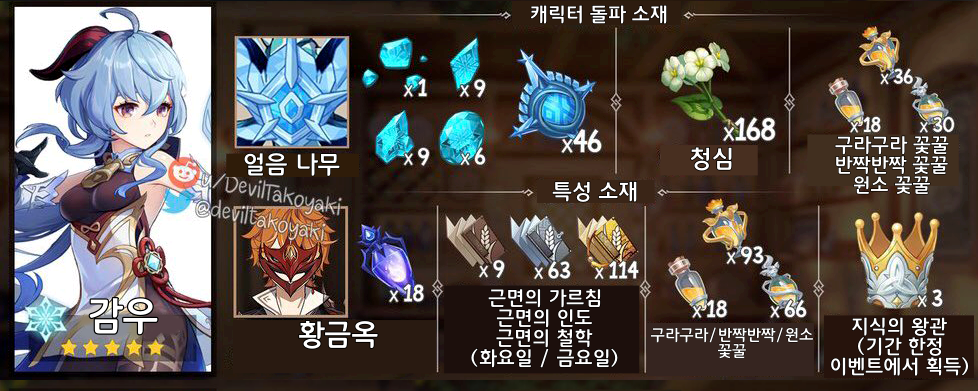 캐릭터 돌파 소재
얼음 나무
x1
x9
x9
x6
x46
x168
청심
x36
x18
x30
구라구라 꽃꿀
반짝반짝 꽃꿀
원소 꽃꿀
u/DevilTakoyaki
@deviltakoyaki
특성 소재
감우
황금옥
x18
x9
x63
x114
근면의 가르침
근면의 인도
근면의 철학
(화요일 / 금요일)
x93
x18
x66
구라구라/반짝반짝/원소
꽃꿀
x3
지식의 왕관
(기간 한정
이벤트에서 획득)